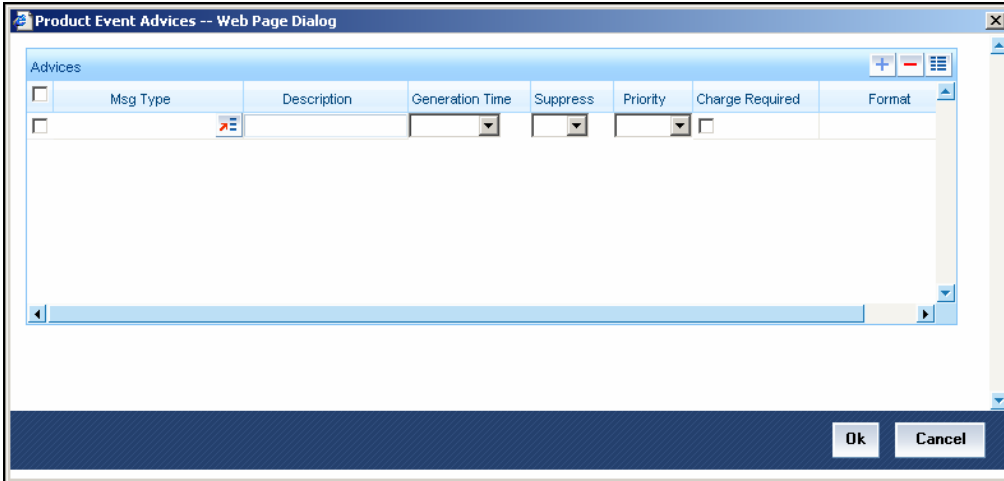 Product Event Advices -- Web Page Dialog
Advices
Msg Type Description Generation Time Suppress Priority Charge Required Format
Ok Cancel